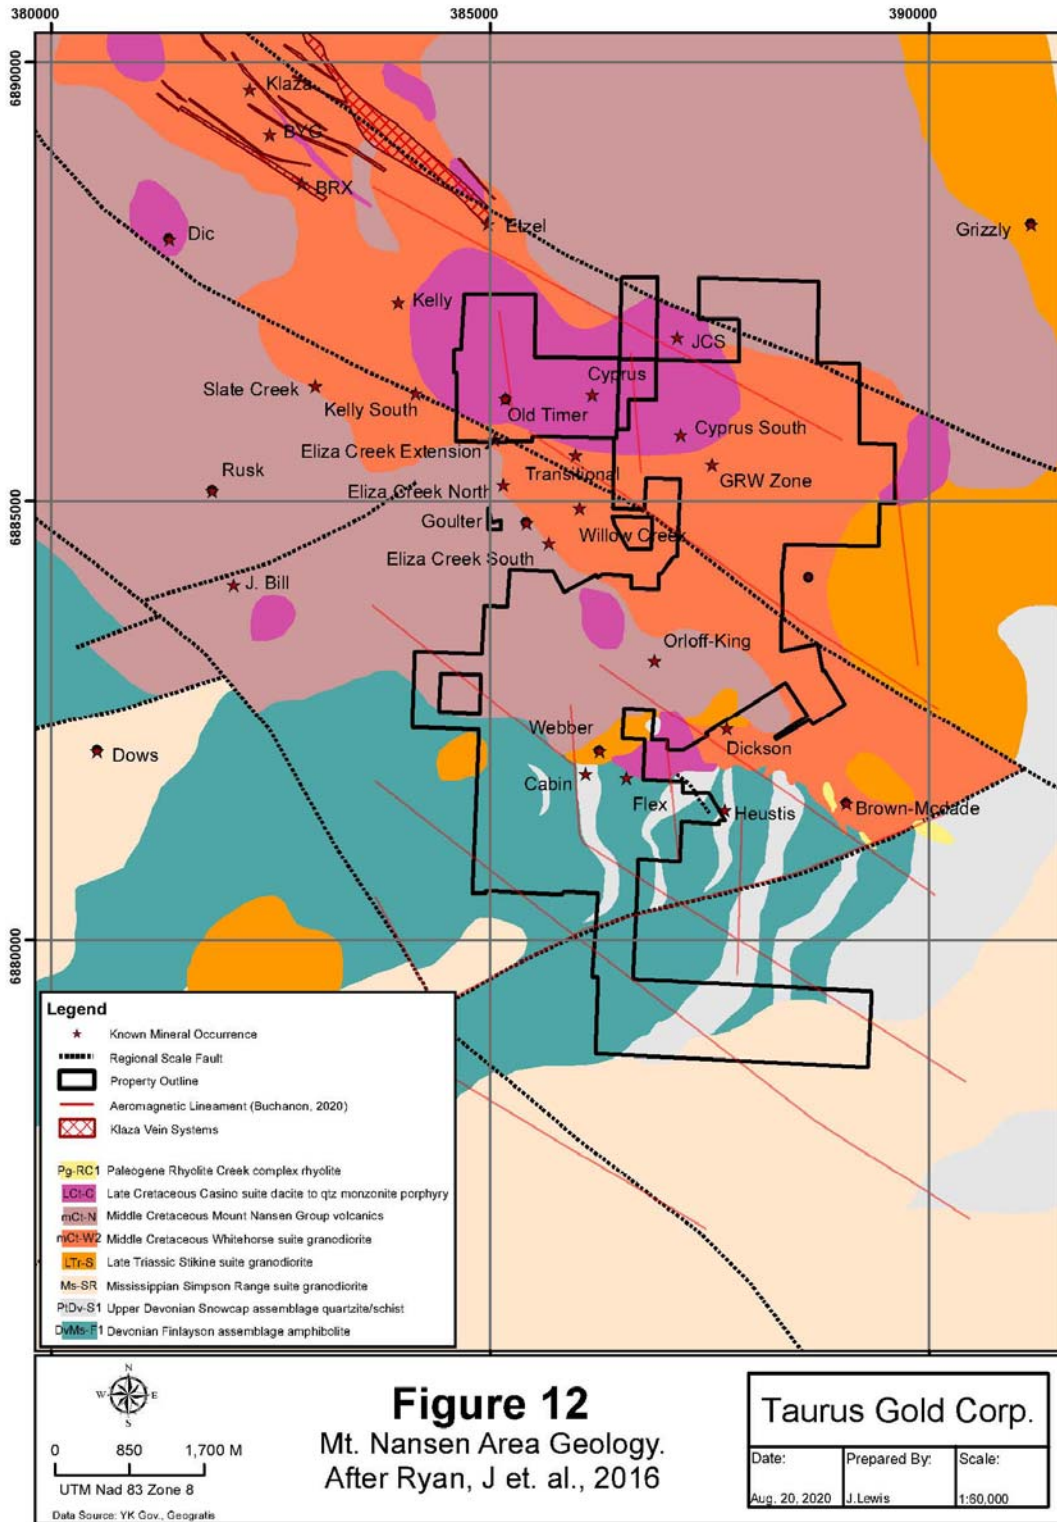 380000
385000
390000
6890000
Klaza
BYG
BRX
Etzel
Dic
Grizzly
Kelly
JCS
Slate Creek
Cyprus
Kelly South
Old Timer
Cyprus South
Eliza Creek Extension
Transitional
GRW Zone
Rusk
Eliza Creek North
6885000
Goulter
Willow Creek
Eliza Creek South
J. Bill
Orloff-King
Webber
Dickson
Dows
Cabin
Flex
Heustis
Brown-Mcdade
6880000
Legend
Known Mineral Occurrence
Regional Scale Fault
Property Outline
Aeromagnetic Lineament (Buchanon, 2020)
Klaza Vein Systems
Pg-RC1 Paleogene Rhyolite Creek complex rhyolite
LCt-C Late Cretaceous Casino suite dacite to qtz monzonite porphyry
mCt-N Middle Cretaceous Mount Nansen Group volcanics
mCt-W2 Middle Cretaceous Whitehorse suite granodiorite
LTr-S Late Triassic Stikine suite granodiorite
Ms-SR Mississippian Simpson Range suite granodiorite
PtDv-S1 Upper Devonian Snowcap assemblage quartzite/schist
DvMs-F1 Devonian Finlayson assemblage amphibolite
N
W E
S
0 850 1,700 M
UTM Nad 83 Zone 8
Data Source: YK Gov., Geogratis
Figure 12
Mt. Nansen Area Geology.
After Ryan, J et. al., 2016
Taurus Gold Corp.
Date: Prepared By: Scale:
Aug. 20, 2020 J.Lewis 1:60,000